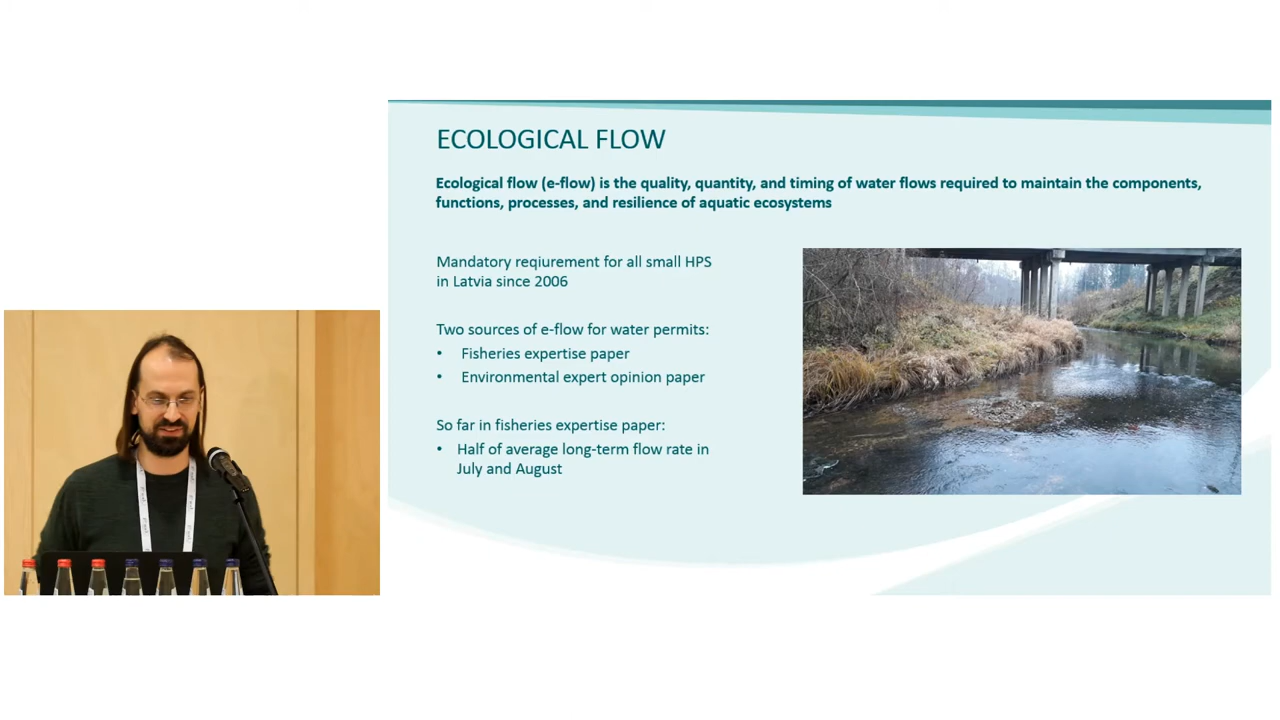 ECOLOGICAL FLOW
Ecological flow (e-flow) is the quality, quantity, and timing of water flows required to maintain the components,
functions, processes, and resilience of aquatic ecosystems
Mandatory reqiurement for all small HPS
in Latvia since 2006
Two sources of e-flow for water permits:
• Fisheries expertise paper
• Environmental expert opinion paper
So far in fisheries expertise paper:
• Half of average long-term flow rate in
July and August